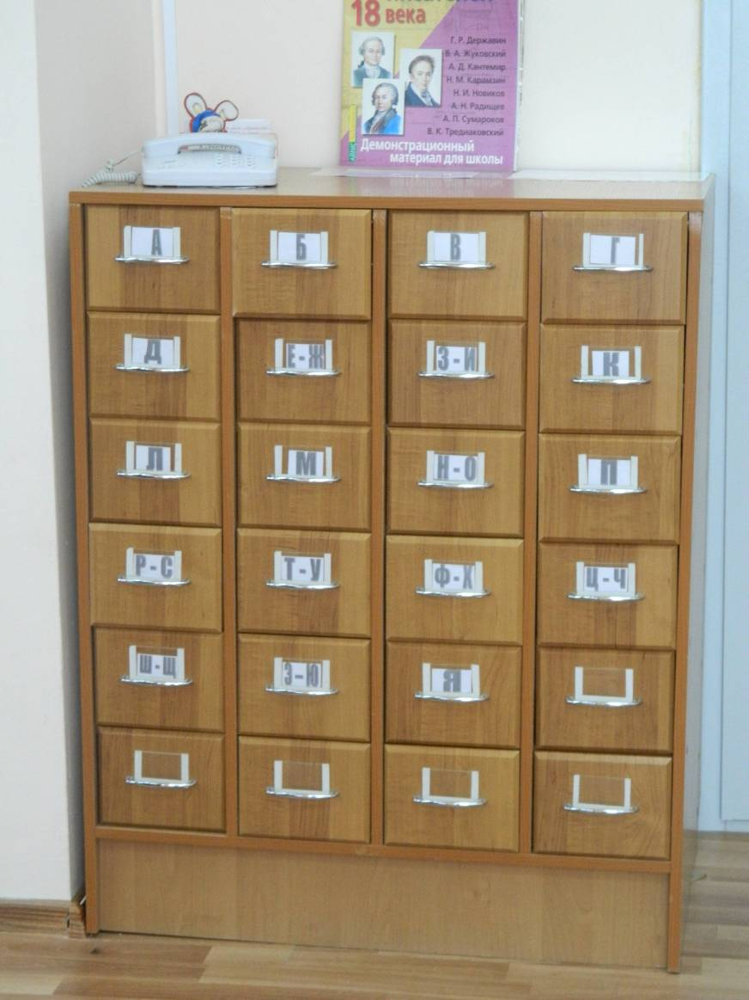 18 века
Г. Р. Державин
В. А. Жуковский
А. Д. Кантемир
Н. М. Карамзин
Н. И. Новиков
А. Н. Радищев
А. П. Сумароков
В. К. Тредиаковский
Демонстрационный
материал для школы
А Б В Г
Д Е-Ж З-И К
Л М Н-О П
Р-С Т-У Ф-Х Ц-Ч
Ш-Щ Э-Ю Я